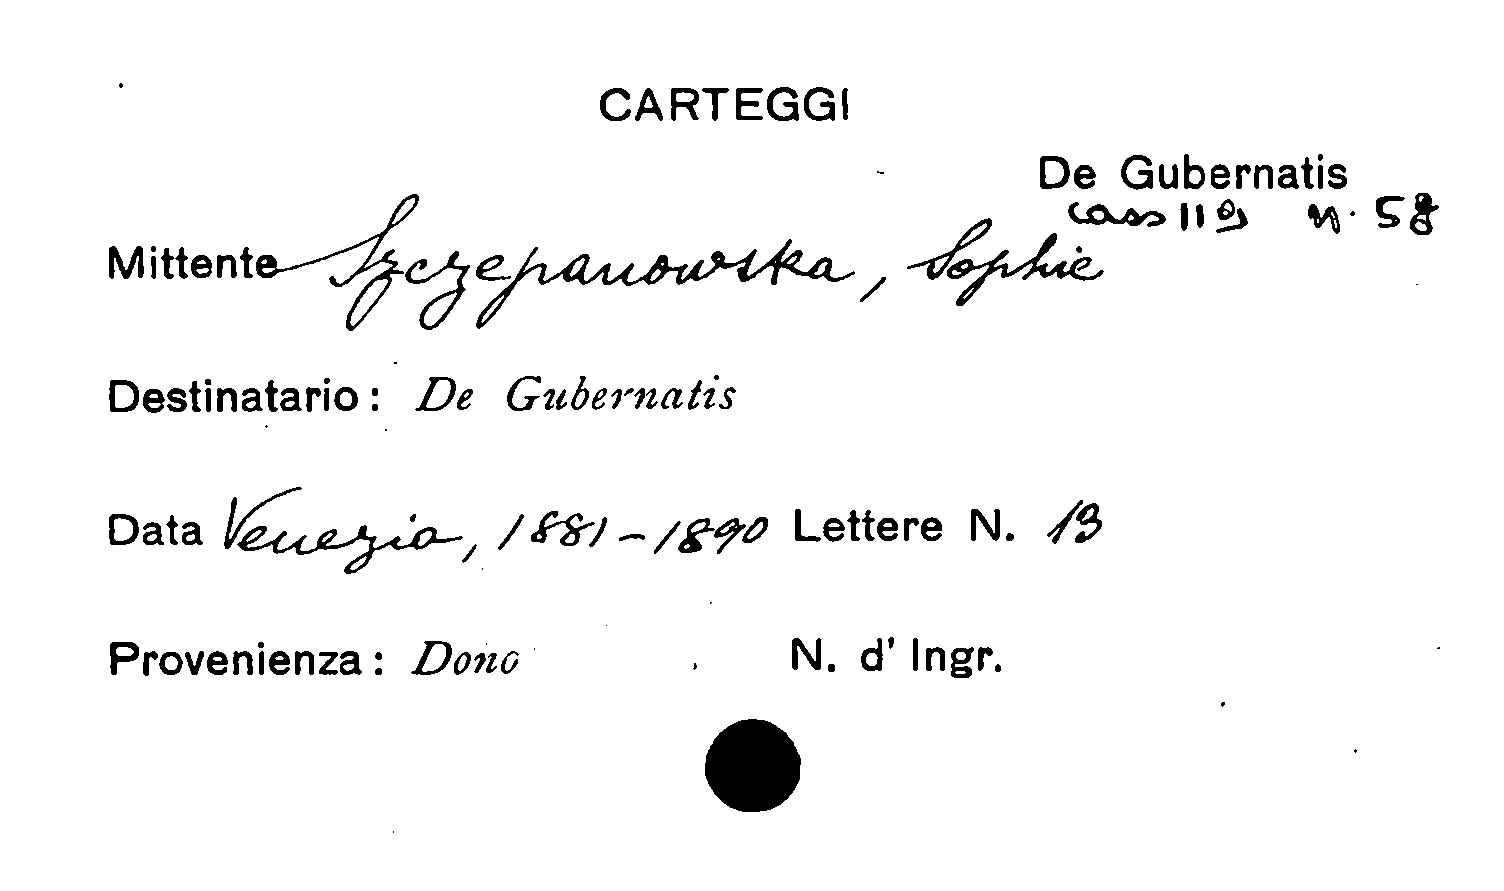 CARTEGGI
De Gubernatis
cass 119 n. 58
Mittente Szczepanowska, Sophie
Destinatario: De Gubernatis
Data Venezia, 1881-1890 Lettere N. 13
Provenienza: Dono N. d' Ingr.